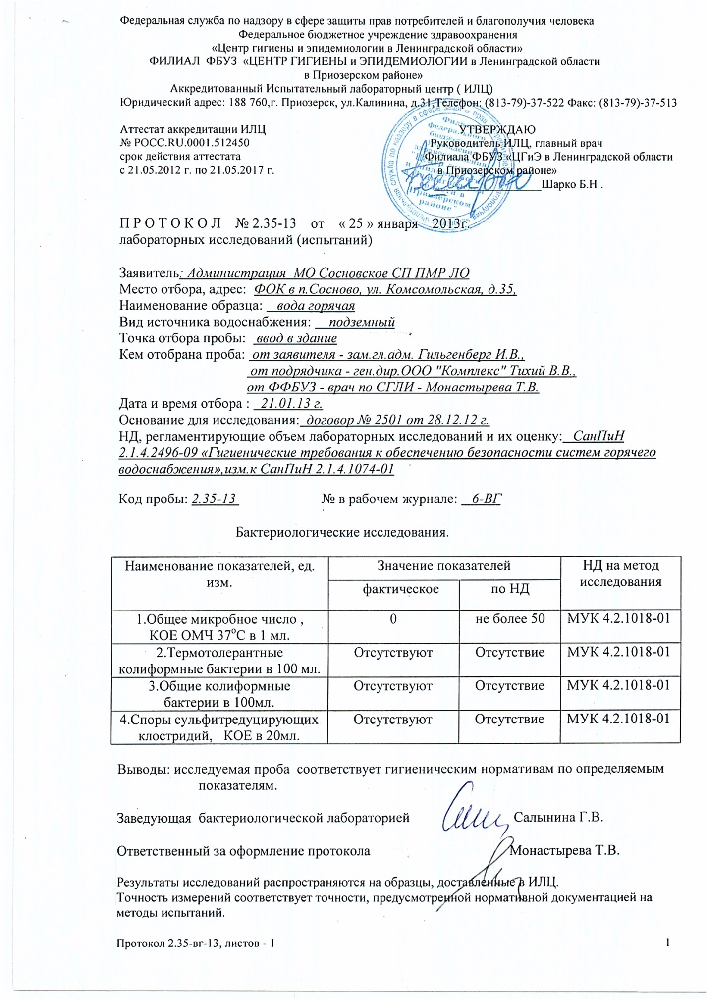 Федеральная служба по надзору в сфере защиты прав потребителей и благополучия человека
Федеральное бюджетное учреждение здравоохранения
«Центр гигиены и эпидемиологии в Ленинградской области»
ФИЛИАЛ ФБУЗ «ЦЕНТР ГИГИЕНЫ и ЭПИДЕМИОЛОГИИ в Ленинградской области
в Приозерском районе»
Аккредитованный Испытательный лабораторный центр ( ИЛЦ)
Юридический адрес: 188 760,г. Приозерск, ул.Калинина, д.31,Телефон: (813-79)-37-522 Факс: (813-79)-37-513
Аттестат аккредитации ИЛЦ
№ РОСС.RU.0001.512450
срок действия аттестата
с 21.05.2012 г. по 21.05.2017 г.
УТВЕРЖДАЮ
Руководитель ИЛЦ, главный врач
Филиала ФБУЗ «ЦГиЭ в Ленинградской области
в Приозерском районе»
Шарко Б.Н .
П Р О Т О К О Л № 2.35-13 от « 25 » января 2013г.
лабораторных исследований (испытаний)
Заявитель: Администрация МО Сосновское СП ПМР ЛО
Место отбора, адрес: ФОК в п.Сосново, ул. Комсомольская, д.35,
Наименование образца: вода горячая
Вид источника водоснабжения: подземный
Точка отбора пробы: ввод в здание
Кем отобрана проба: от заявителя - зам.гл.адм. Гильгенберг И.В.,
от подрядчика - ген.дир.ООО "Комплекс" Тихий В.В.,
от ФФБУЗ - врач по СГЛИ - Монастырева Т.В.
Дата и время отбора : 21.01.13 г.
Основание для исследования: договор № 2501 от 28.12.12 г.
НД, регламентирующие объем лабораторных исследований и их оценку: СанПиН
2.1.4.2496-09 «Гигиенические требования к обеспечению безопасности систем горячего
водоснабжения»,изм.к СанПиН 2.1.4.1074-01
Код пробы: 2.35-13 № в рабочем журнале: 6-ВГ
Бактериологические исследования.
Наименование показателей, ед. изм.
Значение показателей
НД на метод исследования
фактическое
по НД
1.Общее микробное число ,
КОЕ ОМЧ 37ºС в 1 мл.
0
не более 50
МУК 4.2.1018-01
2.Термотолерантные
колиформные бактерии в 100 мл.
Отсутствуют
Отсутствие
МУК 4.2.1018-01
3.Общие колиформные
бактерии в 100мл.
Отсутствуют
Отсутствие
МУК 4.2.1018-01
4.Споры сульфитредуцирующих
клостридий, КОЕ в 20мл.
Отсутствуют
Отсутствие
МУК 4.2.1018-01
Выводы: исследуемая проба соответствует гигиеническим нормативам по определяемым
показателям.
Заведующая бактериологической лабораторией Салынина Г.В.
Ответственный за оформление протокола Монастырева Т.В.
Результаты исследований распространяются на образцы, доставленные в ИЛЦ.
Точность измерений соответствует точности, предусмотренной нормативной документацией на
методы испытаний.
Протокол 2.35-вг-13, листов - 1
1